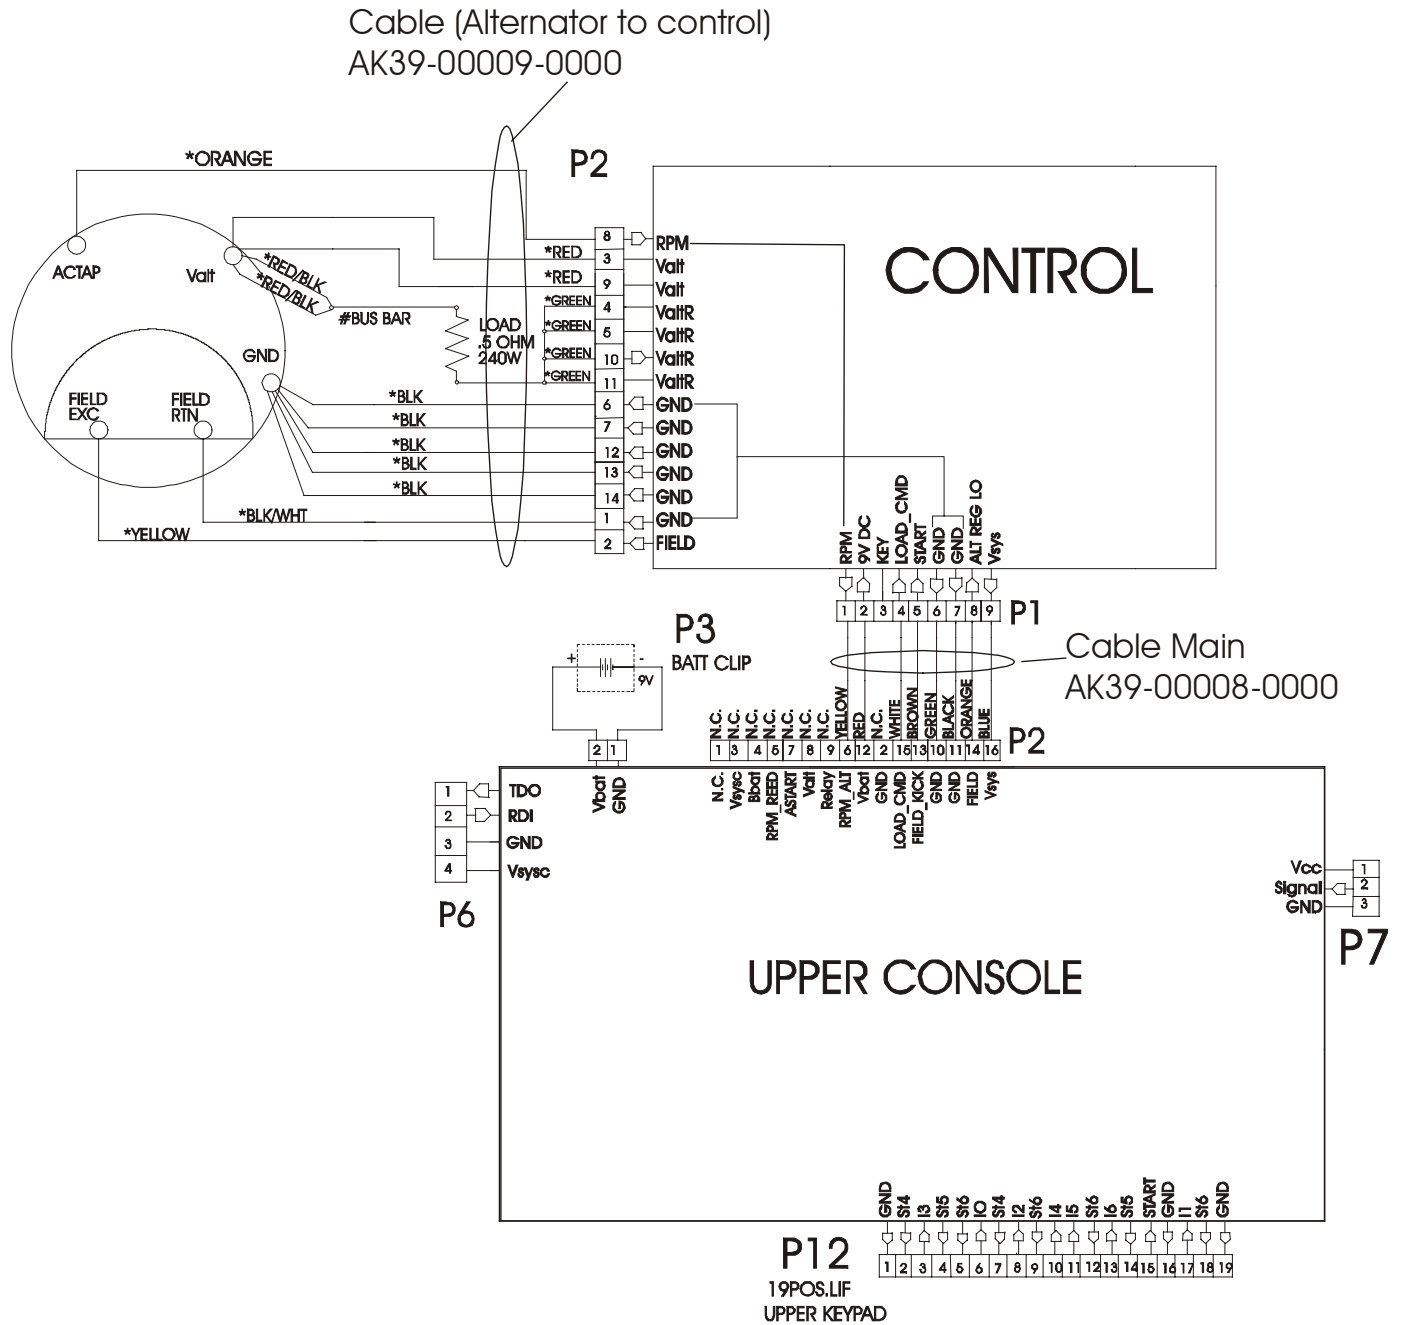 Cable (Alternator to control)
AK39-00009-0000
*ORANGE
P2
CONTROL
ACTAP
Valt
*RED/BLK
*RED/BLK
#BUS BAR
LOAD
.5 OHM
240W
GND
FIELD
EXC
FIELD
RTN
*RED
*RED
*GREEN
*GREEN
*GREEN
*GREEN
*BLK
*BLK
*BLK
*BLK
*BLK
*BLK/WHT
*YELLOW
8 RPM
3 Valt
9 Valt
4 ValtR
5 ValtR
10 ValtR
11 ValtR
6 GND
7 GND
12 GND
13 GND
14 GND
1 GND
2 FIELD
RPM
9V DC
KEY
LOAD_CMD
START
GND
GND
ALT REG LO
Vsys
1 2 3 4 5 6 7 8 9
P1
Cable Main
AK39-00008-0000
P3
BATT CLIP
+ -
9V
2 1
Vbat
GND
N.C.
N.C.
N.C.
N.C.
N.C.
N.C.
N.C.
YELLOW
RED
N.C.
WHITE
BROWN
GREEN
BLACK
ORANGE
BLUE
1 3 4 5 7 8 9 6 12 2 15 13 10 11 14 16
P2
N.C.
Vsysc
Bbat
RPM_REED
ASTART
Valt
Relay
RPM_ALT
Vbat
GND
LOAD_CMD
FIELD_KICK
GND
GND
FIELD
Vsys
1 TDO
2 RDI
3 GND
4 Vsysc
P6
Vcc 1
Signal 2
GND 3
P7
UPPER CONSOLE
GND
St4
I3
St5
St6
IO
St4
I2
St6
I4
I5
St6
I6
St5
START
GND
I1
St6
GND
1 2 3 4 5 6 7 8 9 10 11 12 13 14 15 16 17 18 19
P12
19POS.LIF
UPPER KEYPAD